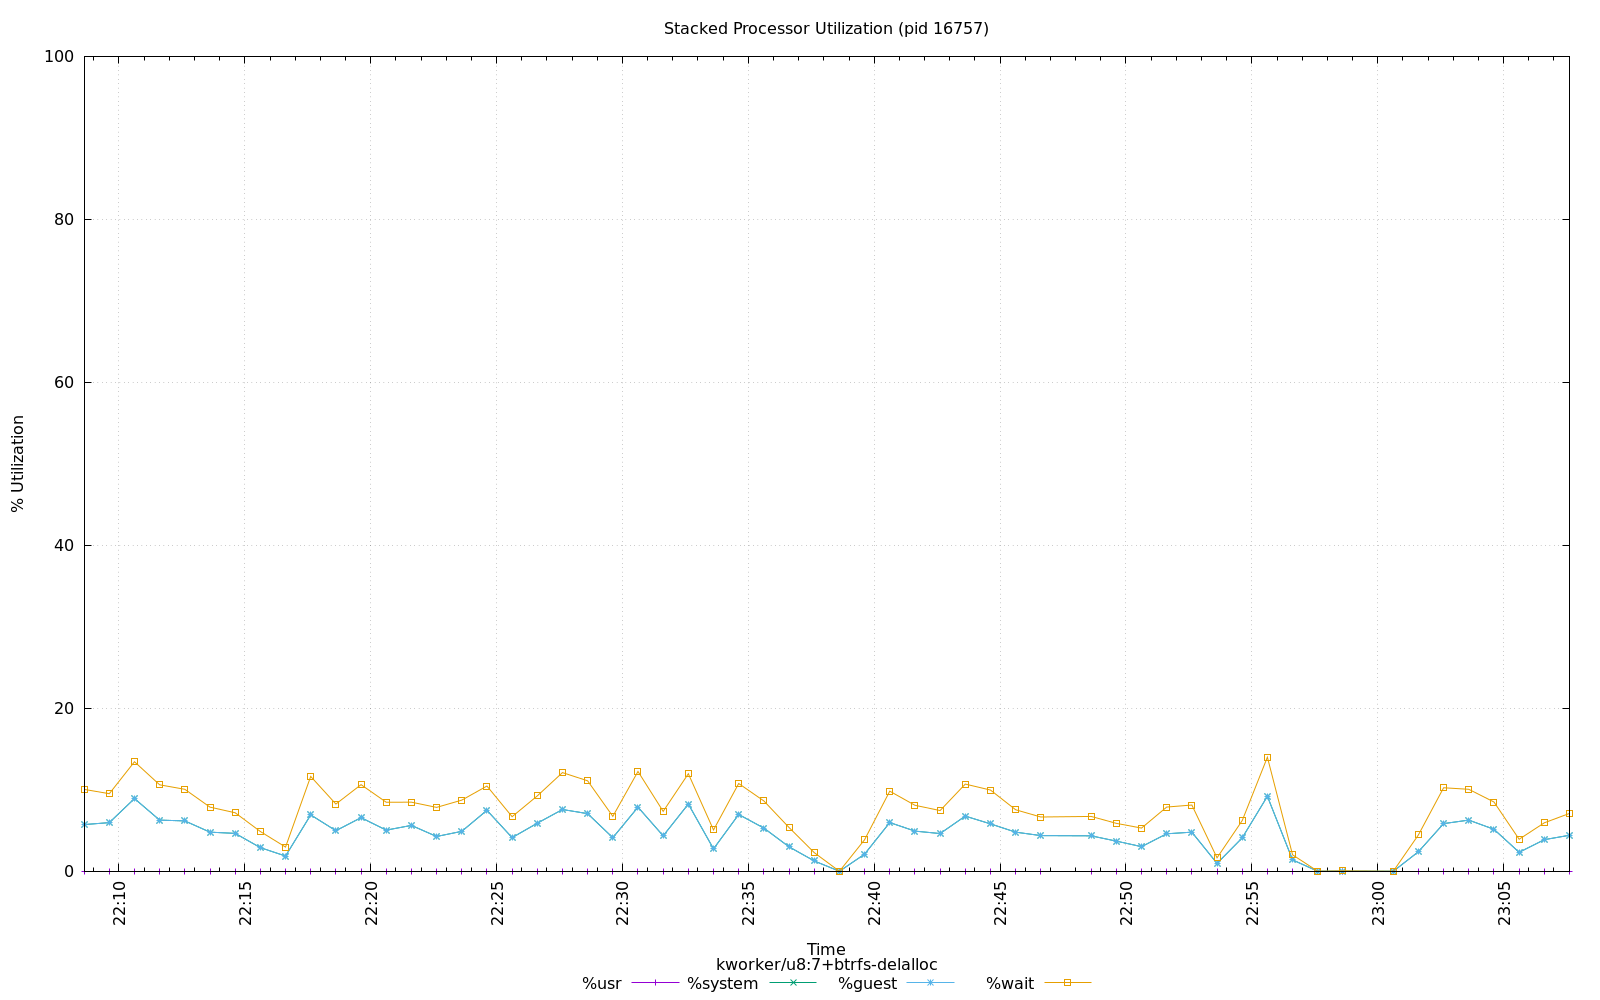 Stacked Processor Utilization (pid 16757)
100
80
60
40
20
0
% Utilization
22:10 22:15 22:20 22:25 22:30 22:35 22:40 22:45 22:50 22:55 23:00 23:05
Time
kworker/u8:7+btrfs-delalloc
%usr %system %guest %wait